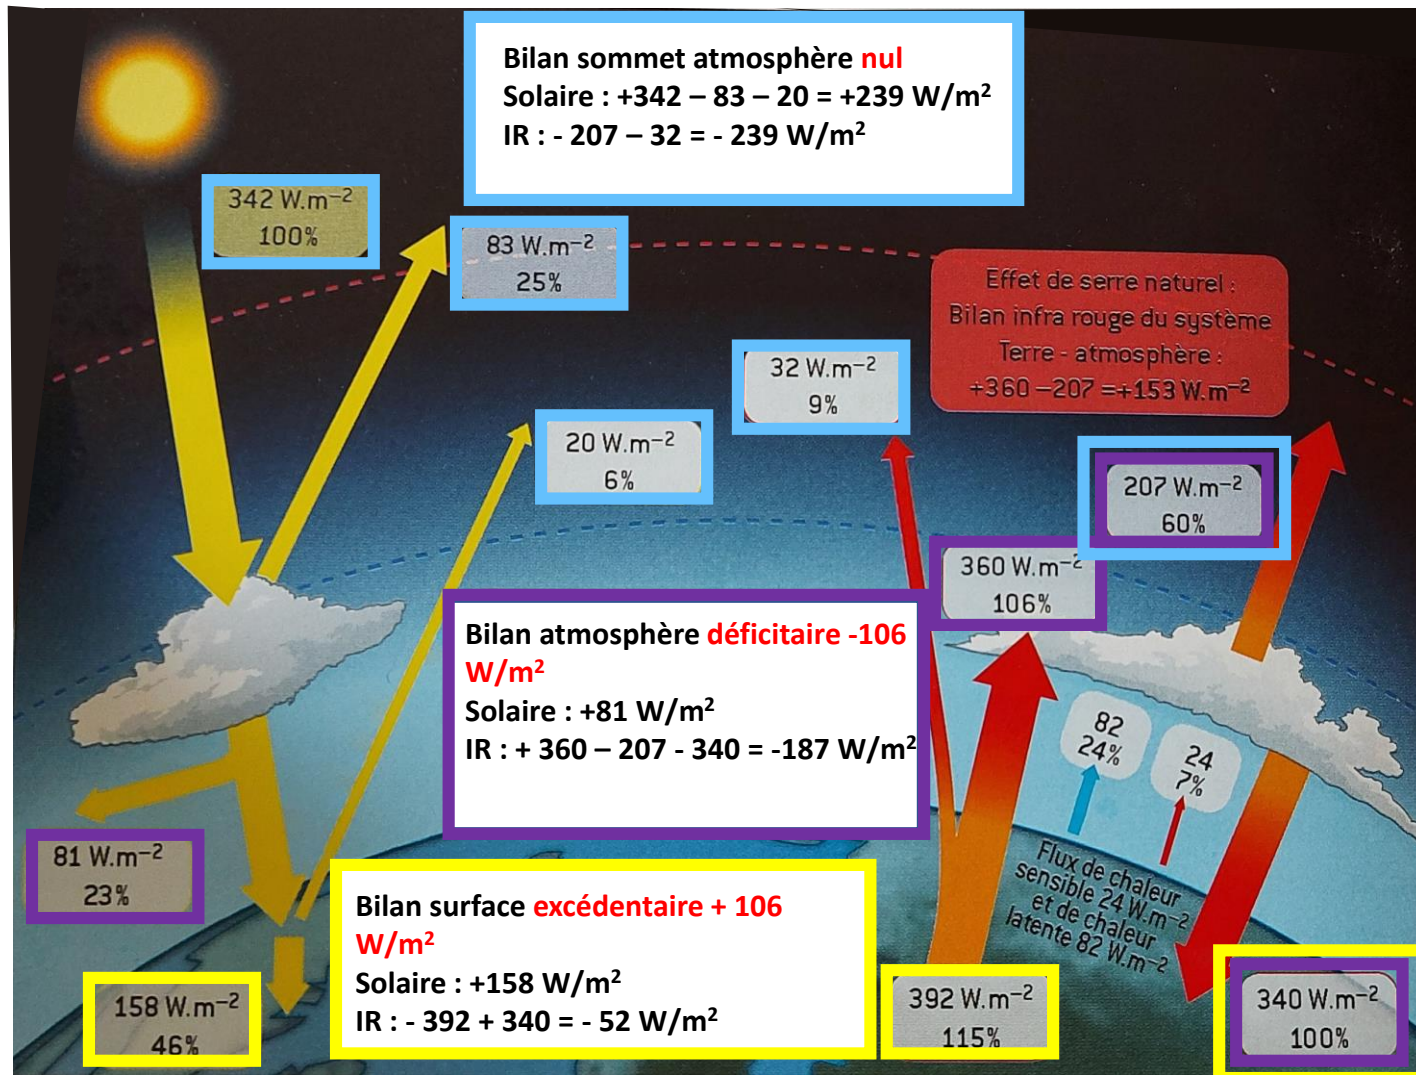 Bilan sommet atmosphère nul
Solaire : +342 – 83 – 20 = +239 W/m²
IR : - 207 – 32 = - 239 W/m²
342 W.m⁻²
100%
83 W.m⁻²
25%
Effet de serre naturel :
Bilan infra rouge du système
Terre - atmosphère :
+360 –207 =+153 W.m⁻²
32 W.m⁻²
9%
20 W.m⁻²
6%
207 W.m⁻²
60%
360 W.m⁻²
106%
Bilan atmosphère déficitaire -106
W/m²
Solaire : +81 W/m²
IR : + 360 – 207 - 340 = -187 W/m²
82
24%
24
7%
Flux de chaleur
sensible 24 W.m⁻²
et de chaleur
latente 82 W.m⁻²
81 W.m⁻²
23%
Bilan surface excédentaire + 106
W/m²
Solaire : +158 W/m²
IR : - 392 + 340 = - 52 W/m²
158 W.m⁻²
46%
392 W.m⁻²
115%
340 W.m⁻²
100%